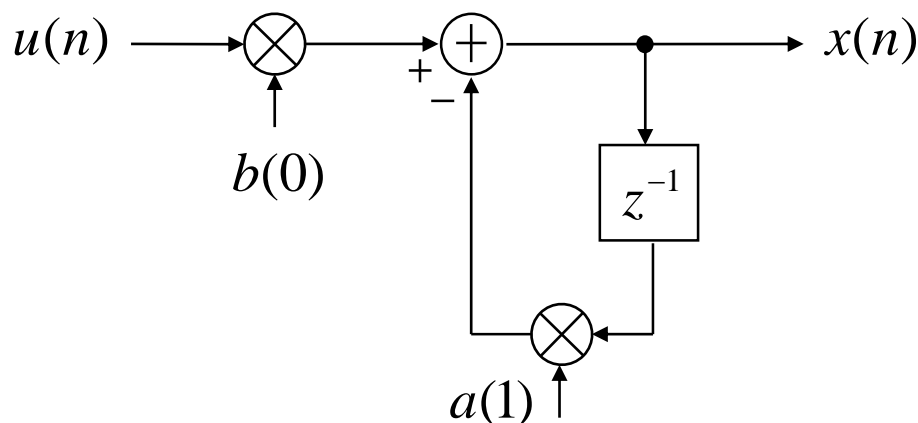 u(n)
x(n)
+
−
b(0)
z⁻¹
a(1)